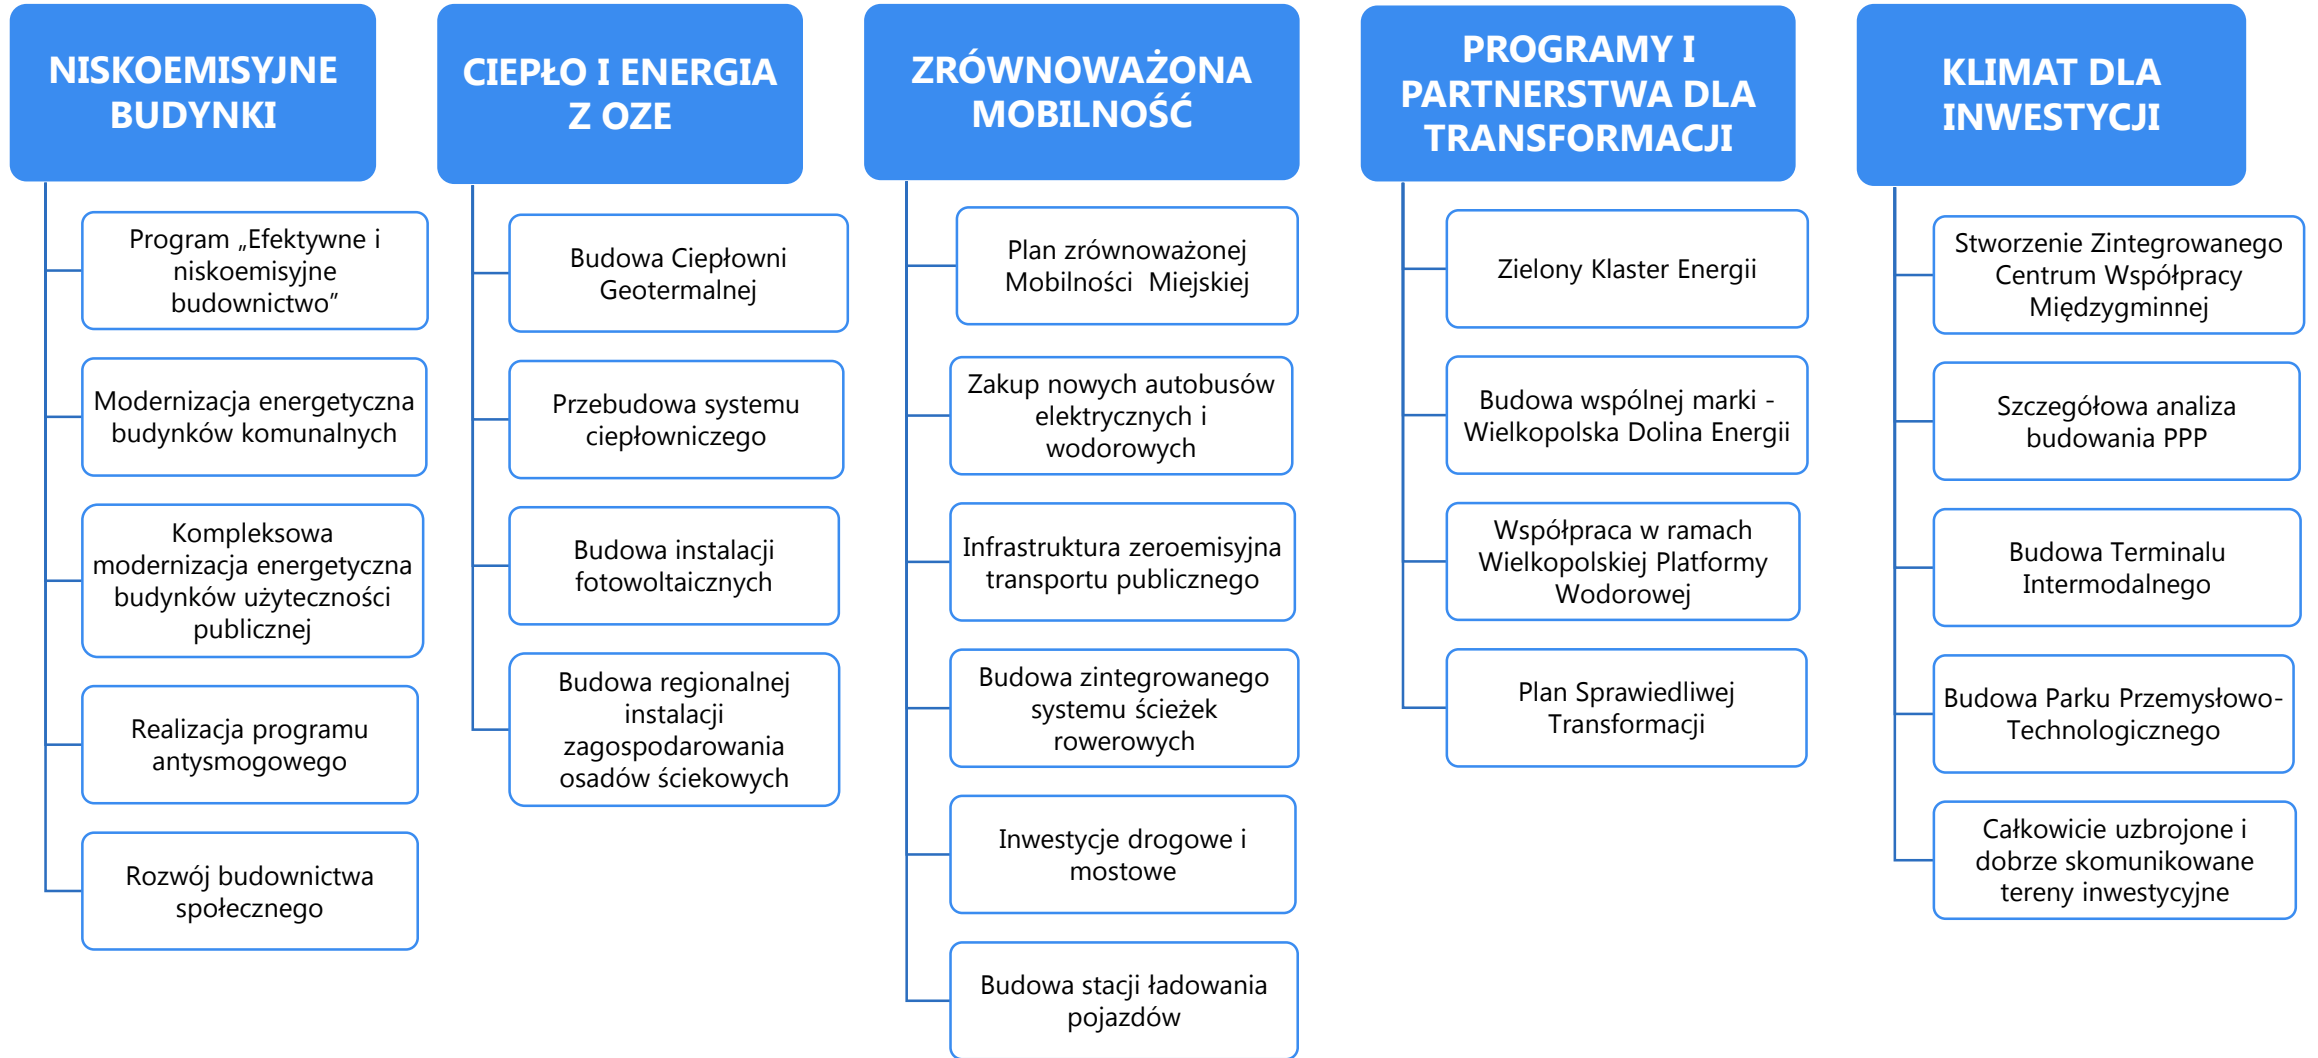 NISKOEMISYJNE
BUDYNKI
Program „Efektywne i
niskoemisyjne
budownictwo”
Modernizacja energetyczna
budynków komunalnych
Kompleksowa
modernizacja energetyczna
budynków użyteczności
publicznej
Realizacja programu
antysmogowego
Rozwój budownictwa
społecznego
CIEPŁO I ENERGIA
Z OZE
Budowa Ciepłowni
Geotermalnej
Przebudowa systemu
ciepłowniczego
Budowa instalacji
fotowoltaicznych
Budowa regionalnej
instalacji
zagospodarowania
osadów ściekowych
ZRÓWNOWAŻONA
MOBILNOŚĆ
Plan zrównoważonej
Mobilności  Miejskiej
Zakup nowych autobusów
elektrycznych i
wodorowych
Infrastruktura zeroemisyjna
transportu publicznego
Budowa zintegrowanego
systemu ścieżek
rowerowych
Inwestycje drogowe i
mostowe
Budowa stacji ładowania
pojazdów
PROGRAMY I
PARTNERSTWA DLA
TRANSFORMACJI
Zielony Klaster Energii
Budowa wspólnej marki -
Wielkopolska Dolina Energii
Współpraca w ramach
Wielkopolskiej Platformy
Wodorowej
Plan Sprawiedliwej
Transformacji
KLIMAT DLA
INWESTYCJI
Stworzenie Zintegrowanego
Centrum Współpracy
Międzygminnej
Szczegółowa analiza
budowania PPP
Budowa Terminalu
Intermodalnego
Budowa Parku Przemysłowo-
Technologicznego
Całkowicie uzbrojone i
dobrze skomunikowane
tereny inwestycyjne